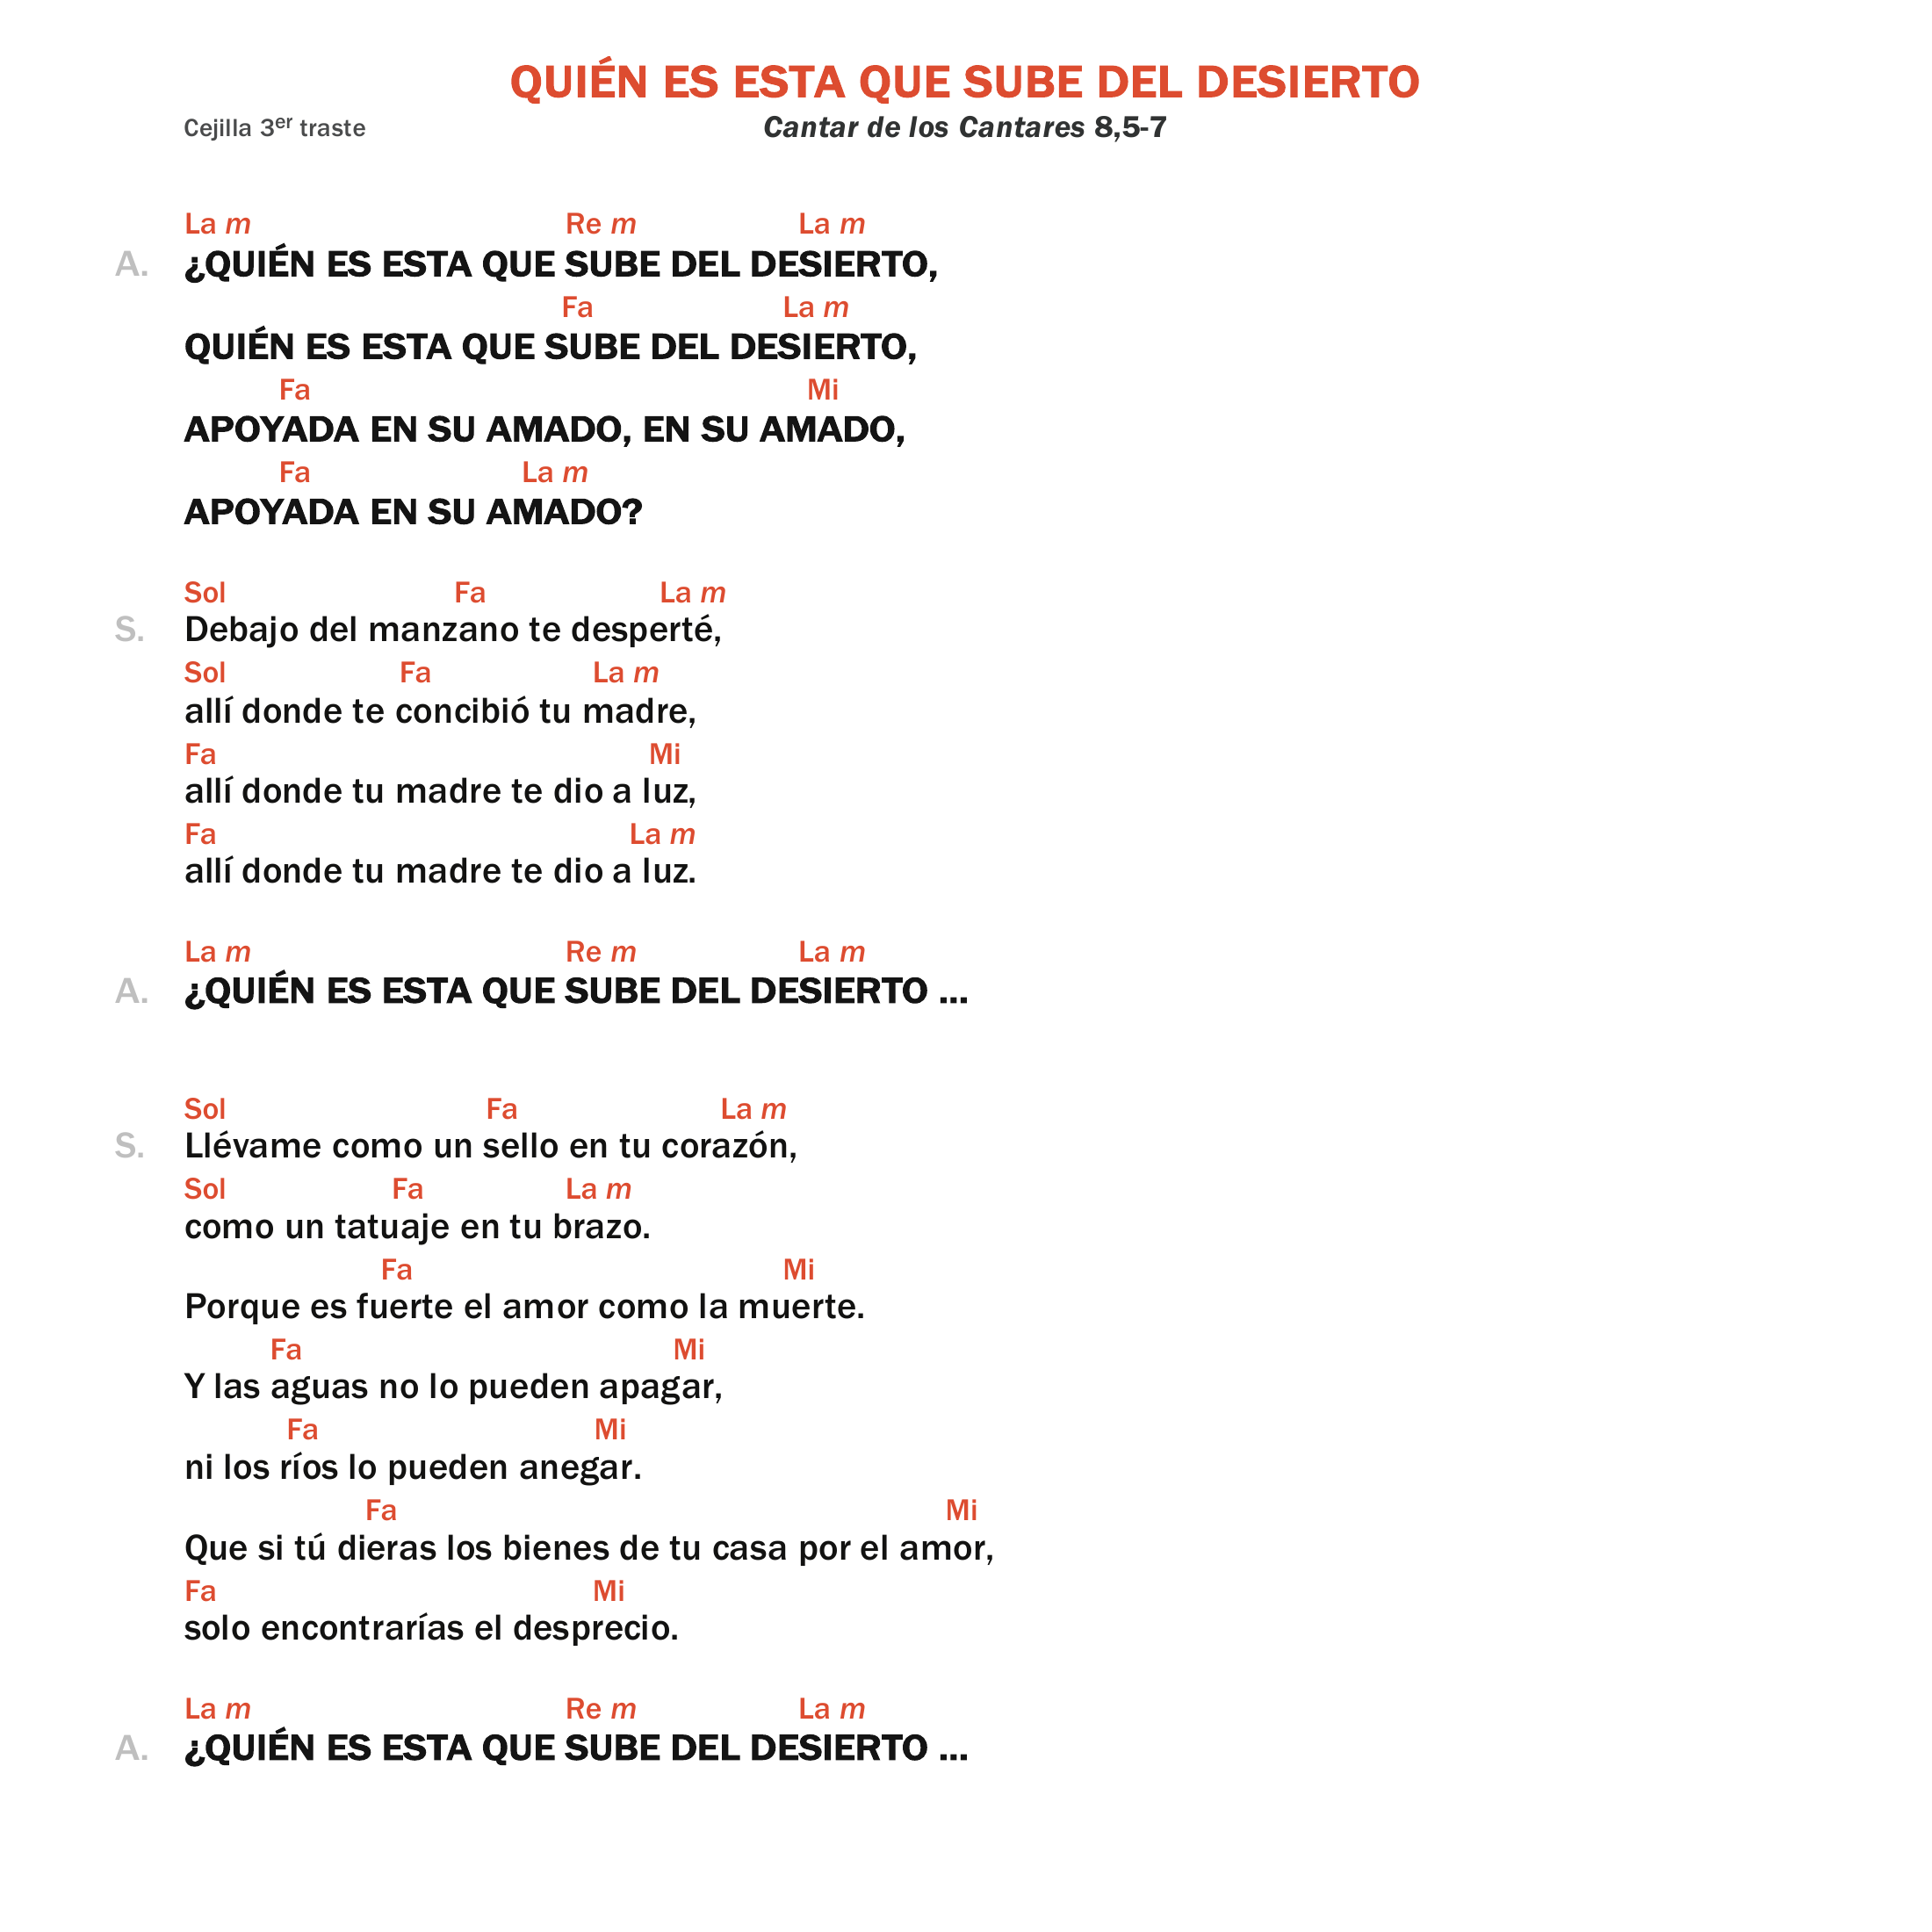 QUIÉN ES ESTA QUE SUBE DEL DESIERTO
Cejilla 3er traste Cantar de los Cantares 8,5-7
La m Re m La m
A. ¿QUIÉN ES ESTA QUE SUBE DEL DESIERTO,
Fa La m
QUIÉN ES ESTA QUE SUBE DEL DESIERTO,
Fa Mi
APOYADA EN SU AMADO, EN SU AMADO,
Fa La m
APOYADA EN SU AMADO?
Sol Fa La m
S. Debajo del manzano te desperté,
Sol Fa La m
allí donde te concibió tu madre,
Fa Mi
allí donde tu madre te dio a luz,
Fa La m
allí donde tu madre te dio a luz.
La m Re m La m
A. ¿QUIÉN ES ESTA QUE SUBE DEL DESIERTO ...
Sol Fa La m
S. Llévame como un sello en tu corazón,
Sol Fa La m
como un tatuaje en tu brazo.
Fa Mi
Porque es fuerte el amor como la muerte.
Fa Mi
Y las aguas no lo pueden apagar,
Fa Mi
ni los ríos lo pueden anegar.
Fa Mi
Que si tú dieras los bienes de tu casa por el amor,
Fa Mi
solo encontrarías el desprecio.
La m Re m La m
A. ¿QUIÉN ES ESTA QUE SUBE DEL DESIERTO ...